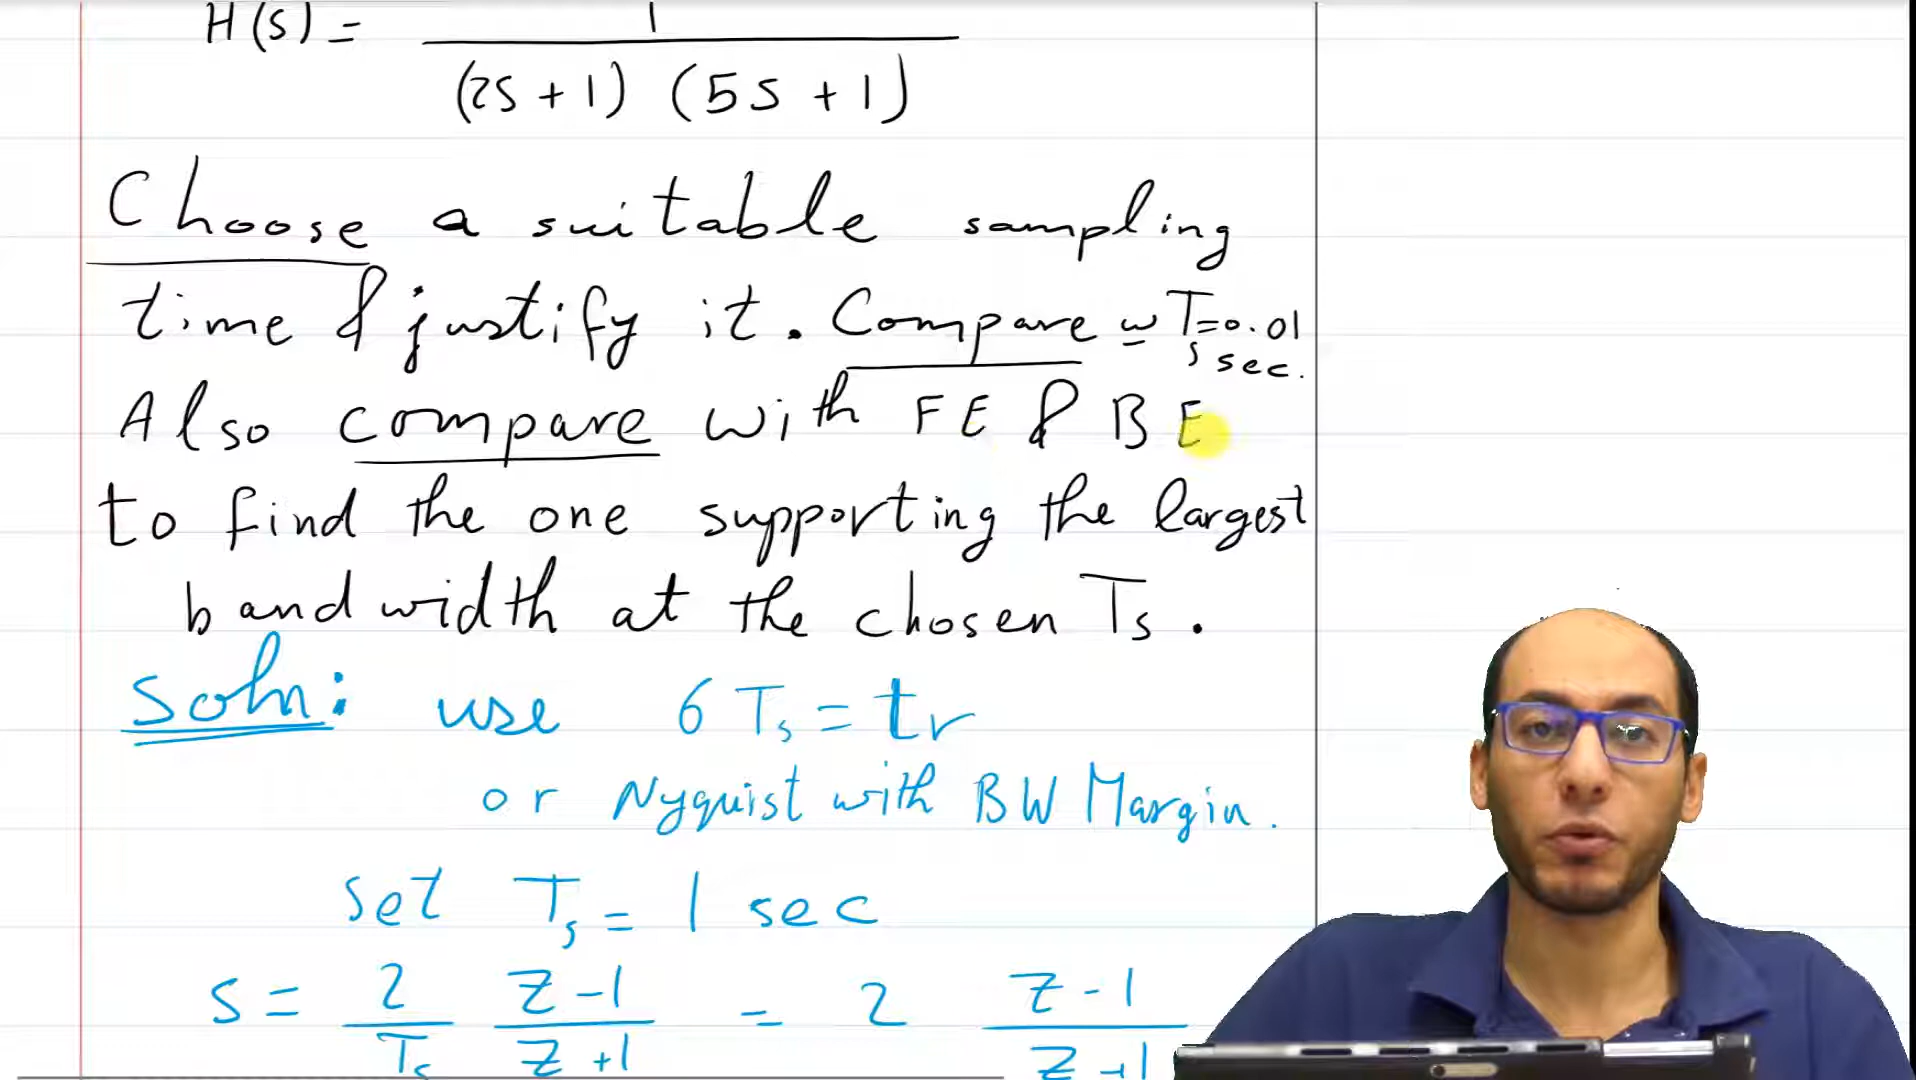 H(s) = 1
(2s + 1) (5s + 1)
Choose a suitable sampling
time & justify it. Compare w Ts=0.01 sec.
Also compare with FE & BE
to find the one supporting the largest
bandwidth at the chosen Ts.
Soln: use 6Ts = tr
or Nyquist with BW Margin.
set Ts = 1 sec
s = 2/Ts z-1/z+1 = 2 z-1/z+1